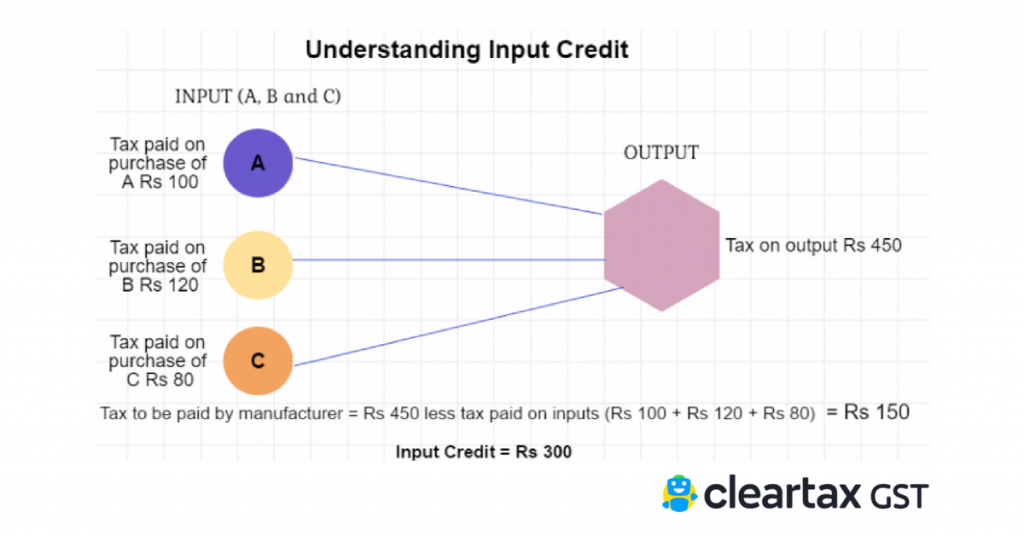 Understanding Input Credit
INPUT (A, B and C)
Tax paid on
purchase of
A Rs 100
A
OUTPUT
Tax paid on
purchase of
B Rs 120
B
Tax on output Rs 450
Tax paid on
purchase of
C Rs 80
C
Tax to be paid by manufacturer = Rs 450 less tax paid on inputs (Rs 100 + Rs 120 + Rs 80) = Rs 150
Input Credit = Rs 300
cleartax GST